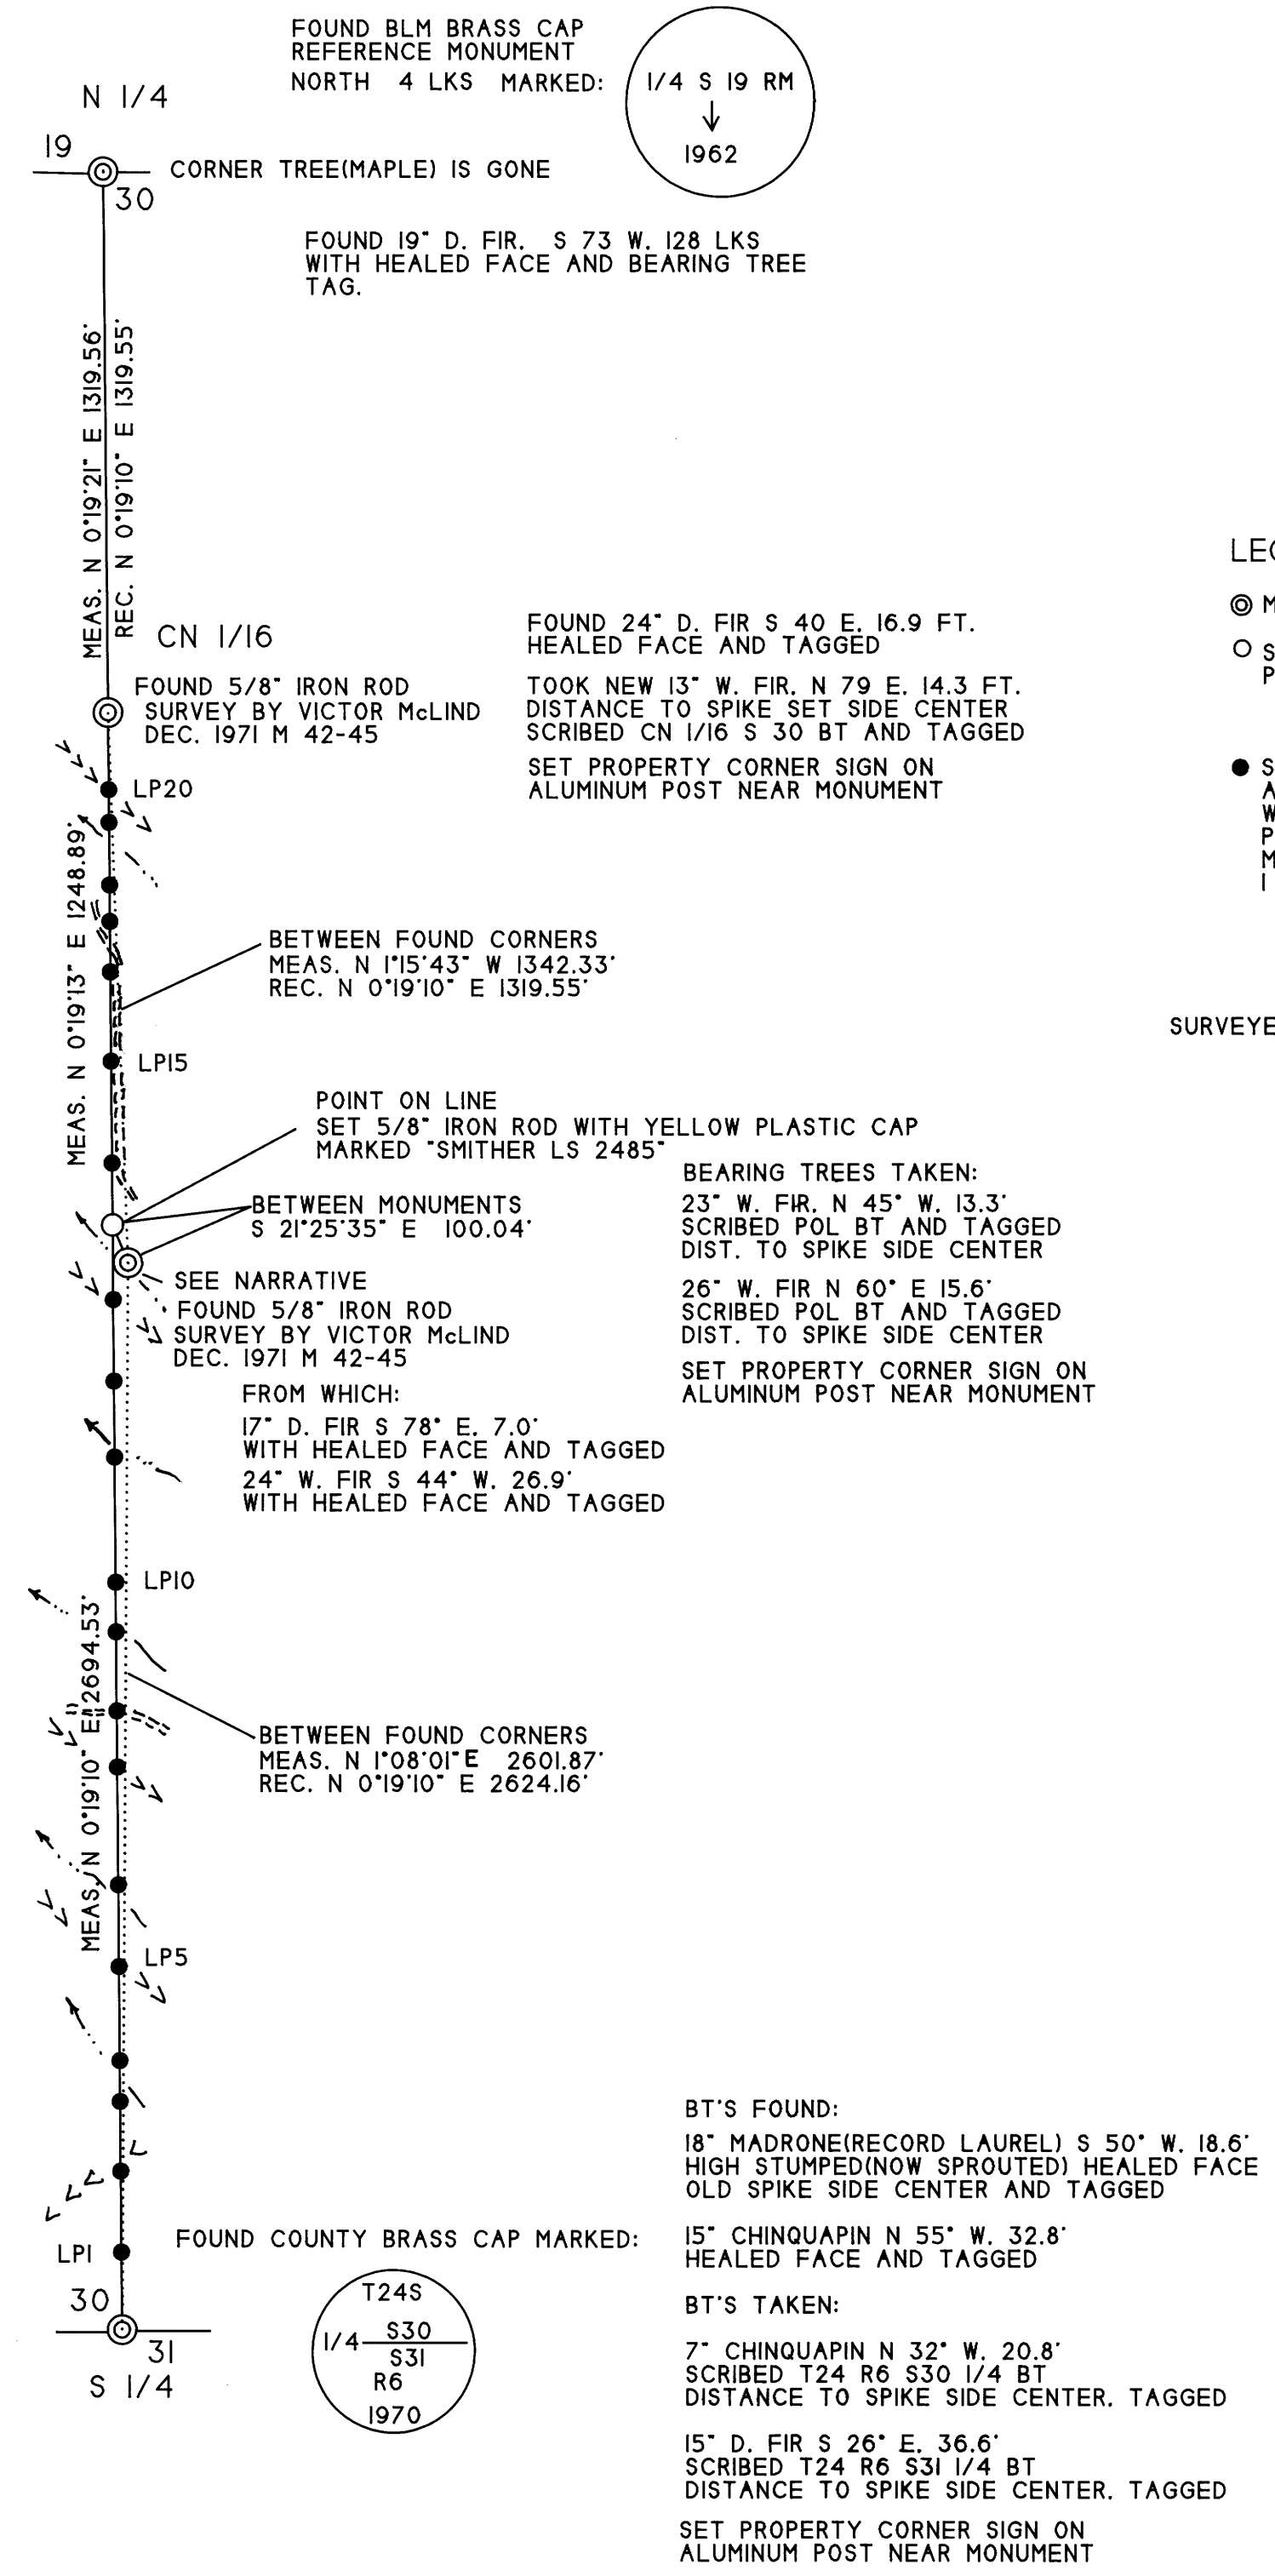 FOUND BLM BRASS CAP
REFERENCE MONUMENT
NORTH 4 LKS MARKED:
1/4 S 19 RM
1962
N 1/4
19
30
CORNER TREE(MAPLE) IS GONE
FOUND 19" D. FIR. S 73 W. 128 LKS
WITH HEALED FACE AND BEARING TREE
TAG.
MEAS. N 0°19'21" E 1319.56'
REC. N 0°19'10" E 1319.55'
LEG
CN 1/16
FOUND 5/8" IRON ROD
SURVEY BY VICTOR McLIND
DEC. 1971 M 42-45
FOUND 24" D. FIR S 40 E. 16.9 FT.
HEALED FACE AND TAGGED
TOOK NEW 13" W. FIR. N 79 E. 14.3 FT.
DISTANCE TO SPIKE SET SIDE CENTER
SCRIBED CN 1/16 S 30 BT AND TAGGED
SET PROPERTY CORNER SIGN ON
ALUMINUM POST NEAR MONUMENT
M
S
P
S
A
W
P
M
1
LP20
MEAS. N 0°19'13" E 1248.89'
BETWEEN FOUND CORNERS
MEAS. N 1°15'43" W 1342.33'
REC. N 0°19'10" E 1319.55'
SURVEYE
LP15
POINT ON LINE
SET 5/8" IRON ROD WITH YELLOW PLASTIC CAP
MARKED "SMITHER LS 2485"
BETWEEN MONUMENTS
S 21°25'35" E 100.04'
BEARING TREES TAKEN:
23" W. FIR. N 45° W. 13.3'
SCRIBED POL BT AND TAGGED
DIST. TO SPIKE SIDE CENTER
26" W. FIR N 60° E 15.6'
SCRIBED POL BT AND TAGGED
DIST. TO SPIKE SIDE CENTER
SET PROPERTY CORNER SIGN ON
ALUMINUM POST NEAR MONUMENT
SEE NARRATIVE
FOUND 5/8" IRON ROD
SURVEY BY VICTOR McLIND
DEC. 1971 M 42-45
FROM WHICH:
17" D. FIR S 78° E. 7.0'
WITH HEALED FACE AND TAGGED
24" W. FIR S 44° W. 26.9'
WITH HEALED FACE AND TAGGED
LP10
MEAS. N 0°19'10" E 2694.53'
BETWEEN FOUND CORNERS
MEAS. N 1°08'01" E 2601.87'
REC. N 0°19'10" E 2624.16'
LP5
BT'S FOUND:
18" MADRONE(RECORD LAUREL) S 50° W. 18.6'
HIGH STUMPED(NOW SPROUTED) HEALED FACE
OLD SPIKE SIDE CENTER AND TAGGED
15" CHINQUAPIN N 55° W. 32.8'
HEALED FACE AND TAGGED
BT'S TAKEN:
7" CHINQUAPIN N 32° W. 20.8'
SCRIBED T24 R6 S30 1/4 BT
DISTANCE TO SPIKE SIDE CENTER. TAGGED
15" D. FIR S 26° E. 36.6'
SCRIBED T24 R6 S31 1/4 BT
DISTANCE TO SPIKE SIDE CENTER. TAGGED
SET PROPERTY CORNER SIGN ON
ALUMINUM POST NEAR MONUMENT
FOUND COUNTY BRASS CAP MARKED:
T24S
1/4 S30
S31
R6
1970
LP1
30
31
S 1/4